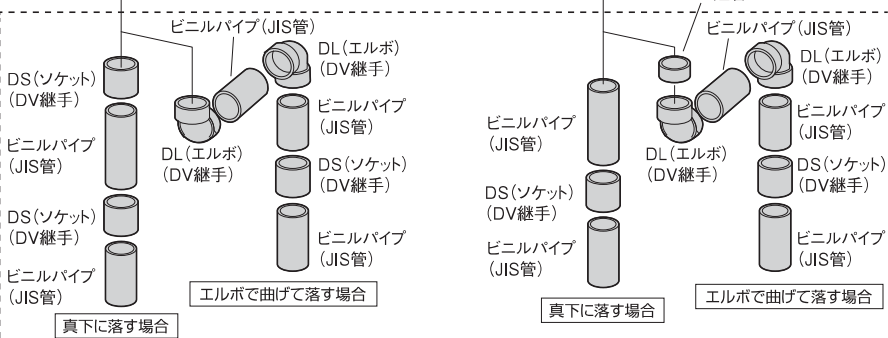 ビニルパイプ(JIS管)
DS(ソケット)
(DV継手)
ビニルパイプ
(JIS管)
DS(ソケット)
(DV継手)
ビニルパイプ
(JIS管)
真下に落す場合
DL(エルボ)
(DV継手)
DL(エルボ)
(DV継手)
ビニルパイプ
(JIS管)
DS(ソケット)
(DV継手)
ビニルパイプ
(JIS管)
エルボで曲げて落す場合
ビニルパイプ
(JIS管)
DS(ソケット)
(DV継手)
ビニルパイプ
(JIS管)
真下に落す場合
ビニルパイプ(JIS管)
DL(エルボ)
(DV継手)
DL(エルボ)
(DV継手)
ビニルパイプ
(JIS管)
DS(ソケット)
(DV継手)
ビニルパイプ
(JIS管)
エルボで曲げて落す場合